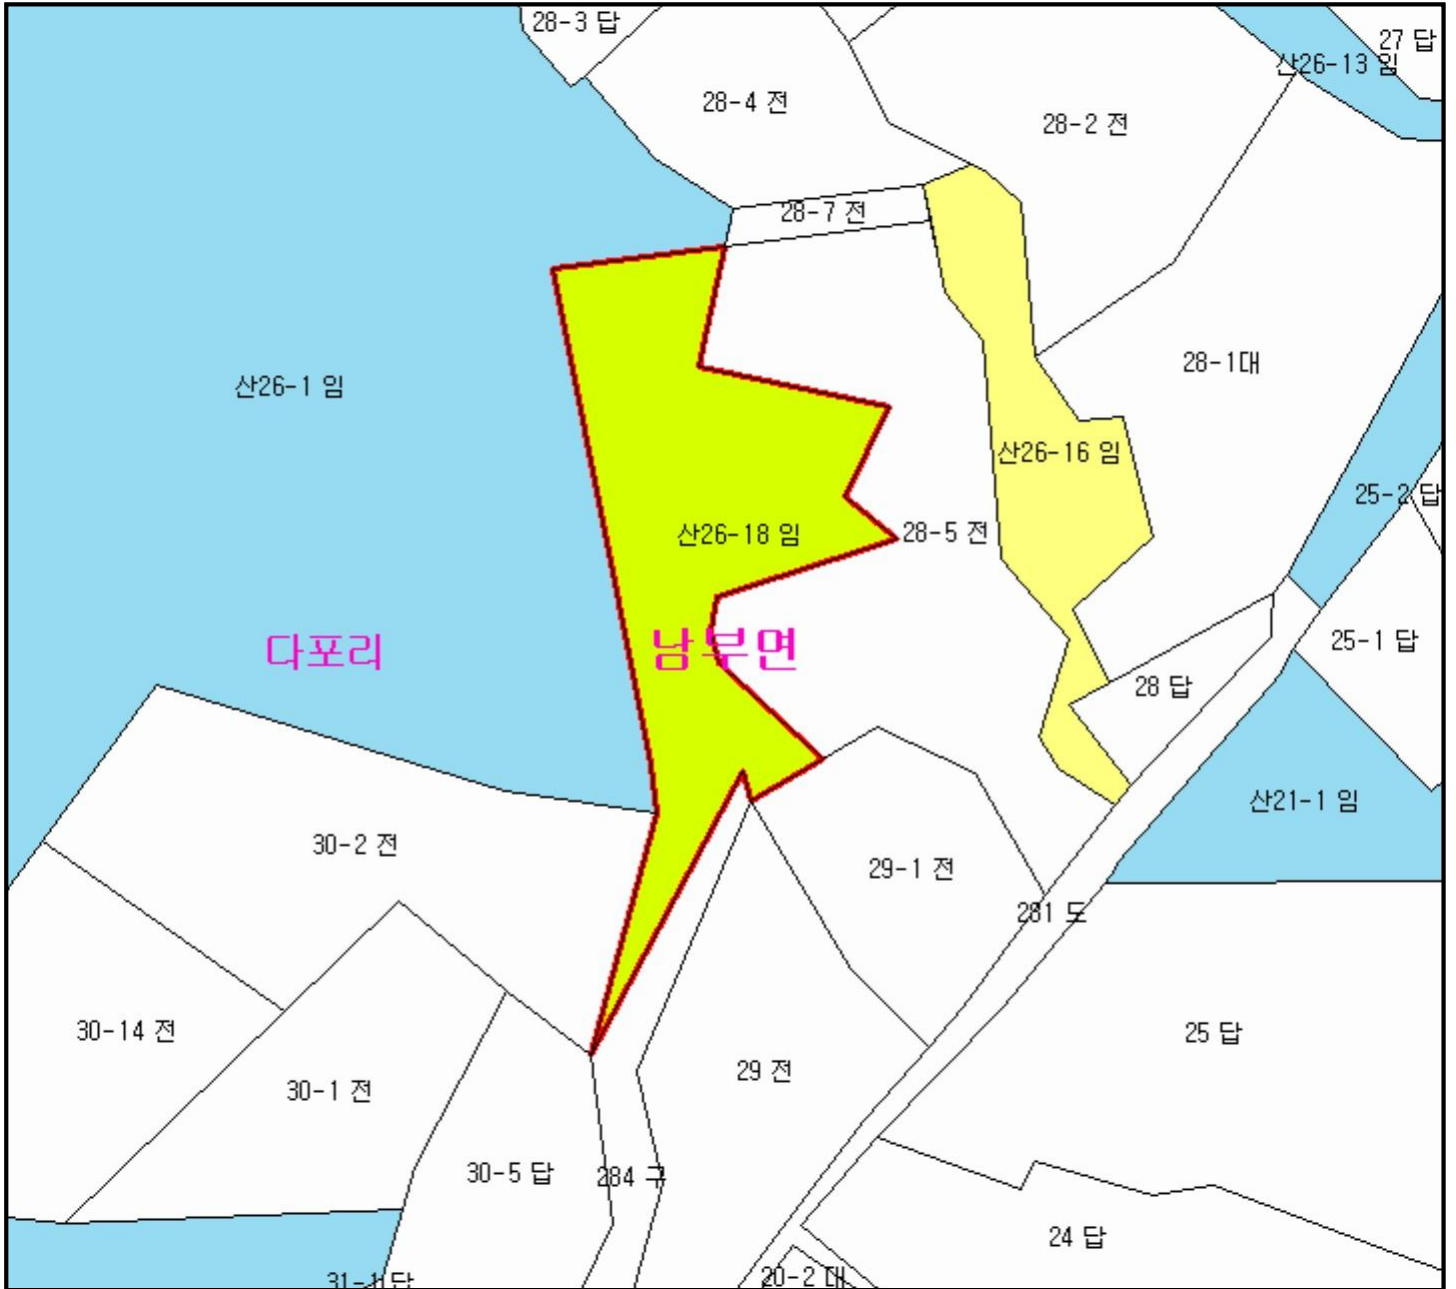 28-3 답
27 답
산26-13 임
28-4 전
28-2 전
28-7 전
28-1대
산26-1 임
산26-16 임
25-2 답
산26-18 임
28-5 전
다포리
남부면
25-1 답
28 답
산21-1 임
30-2 전
29-1 전
281 도
30-14 전
25 답
30-1 전
29 전
30-5 답
284 구
24 답
20-2 대
31-1 답